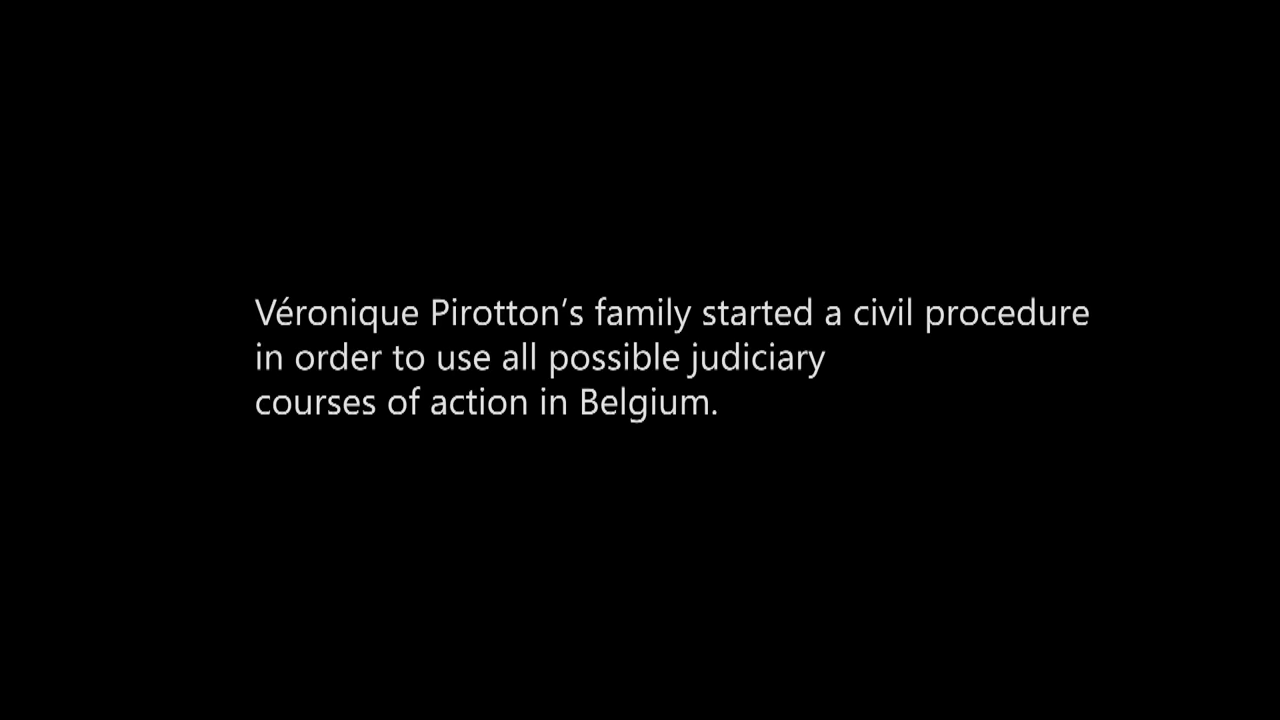 Véronique Pirotton‘s family started a civil procedure
in order to use all possible judiciary
courses of action in Belgium.